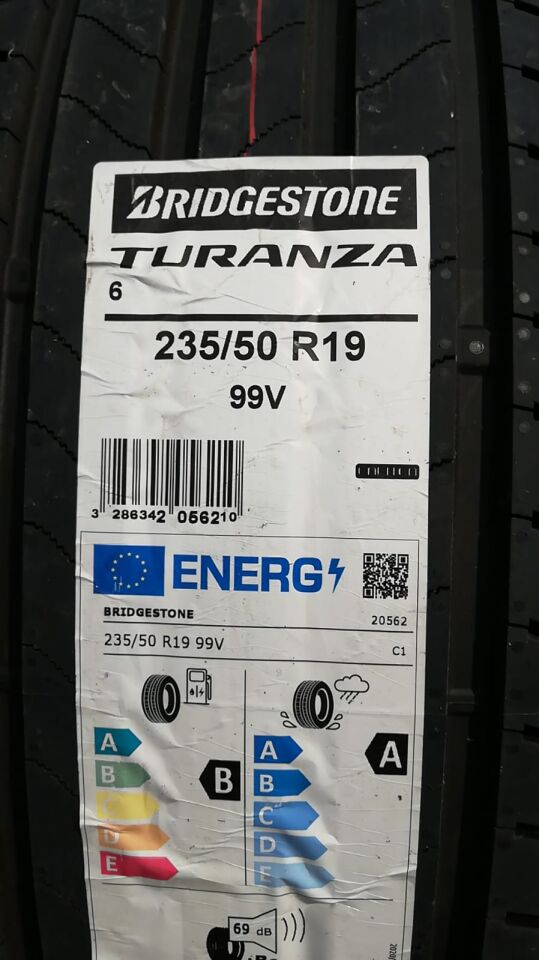 BRIDGESTONE
TURANZA
6
235/50 R19
99V
3 286342 056210
ENERG
BRIDGESTONE
20562
235/50 R19 99V
C1
A
B
C
D
E
B
A
B
C
D
E
A
69 dB